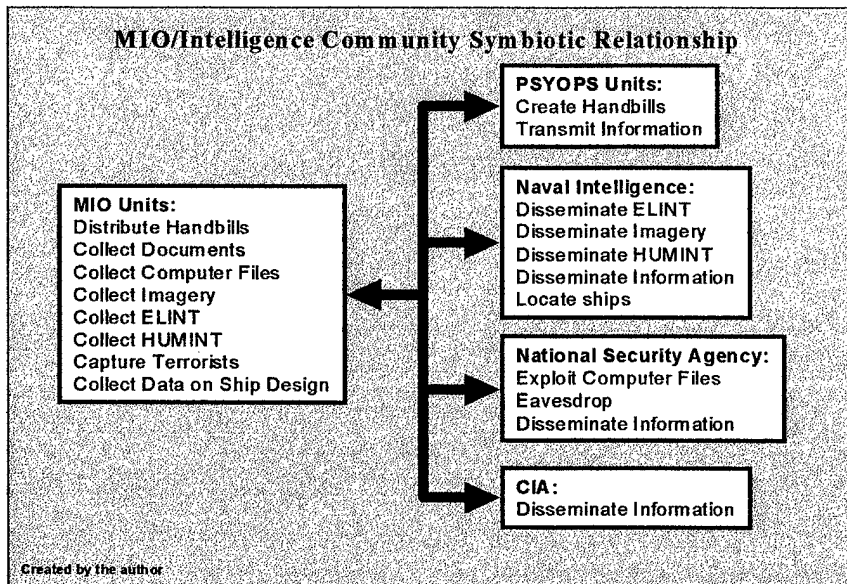 MIO/Intelligence Community Symbiotic Relationship
MIO Units:
Distribute Handbills
Collect Documents
Collect Computer Files
Collect Imagery
Collect ELINT
Collect HUMINT
Capture Terrorists
Collect Data on Ship Design
PSYOPS Units:
Create Handbills
Transmit Information
Naval Intelligence:
Disseminate ELINT
Disseminate Imagery
Disseminate HUMINT
Disseminate Information
Locate ships
National Security Agency:
Exploit Computer Files
Eavesdrop
Disseminate Information
CIA:
Disseminate Information
Created by the author